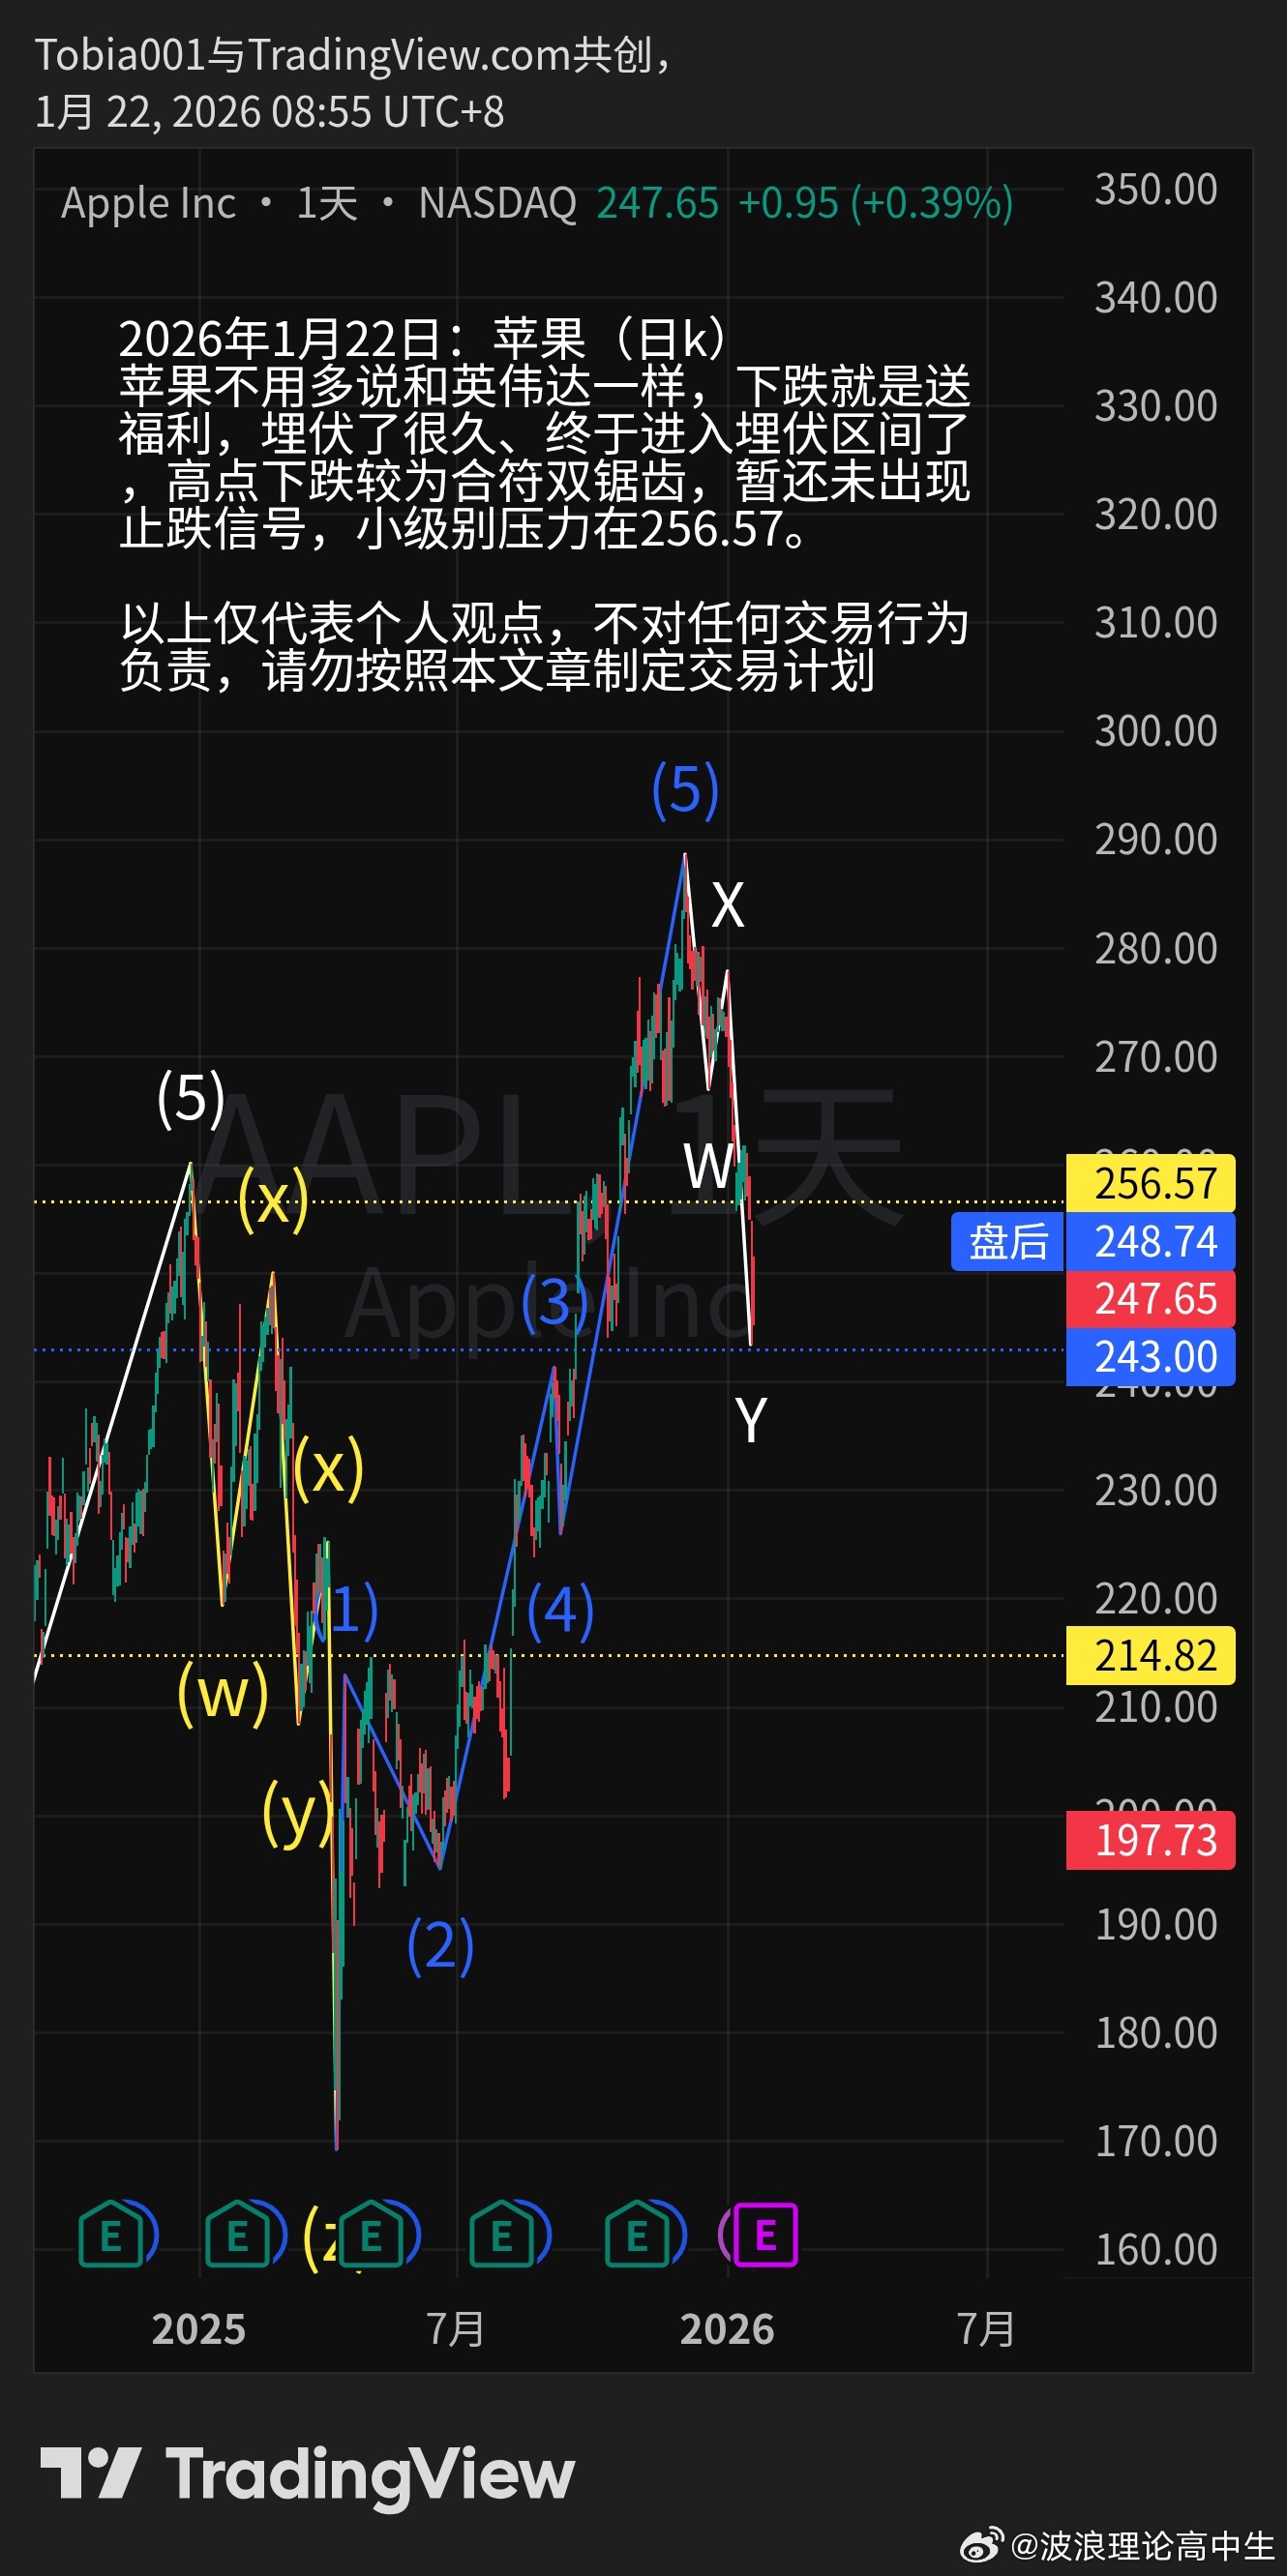 Tobia001与TradingView.com共创，
1月 22, 2026 08:55 UTC+8
Apple Inc · 1天 · NASDAQ 247.65 +0.95 (+0.39%)
350.00
340.00
2026年1月22日：苹果（日k）
苹果不用多说和英伟达一样，下跌就是送
330.00
福利，埋伏了很久、终于进入埋伏区间了
，高点下跌较为合符双锯齿，暂还未出现
320.00
止跌信号，小级别压力在256.57。
以上仅代表个人观点，不对任何交易行为
310.00
负责，请勿按照本文章制定交易计划
300.00
(5)
290.00
X
280.00
270.00
(5)
AAPL 1天
W
(x)
256.57
盘后 248.74
(3)
Apple Inc
247.65
243.00
Y
(x)
230.00
(1)
(4)
220.00
214.82
(w)
210.00
(y)
197.73
(2)
190.00
180.00
170.00
E E E E E E
160.00
2025 7月 2026 7月
TradingView
@波浪理论高中生